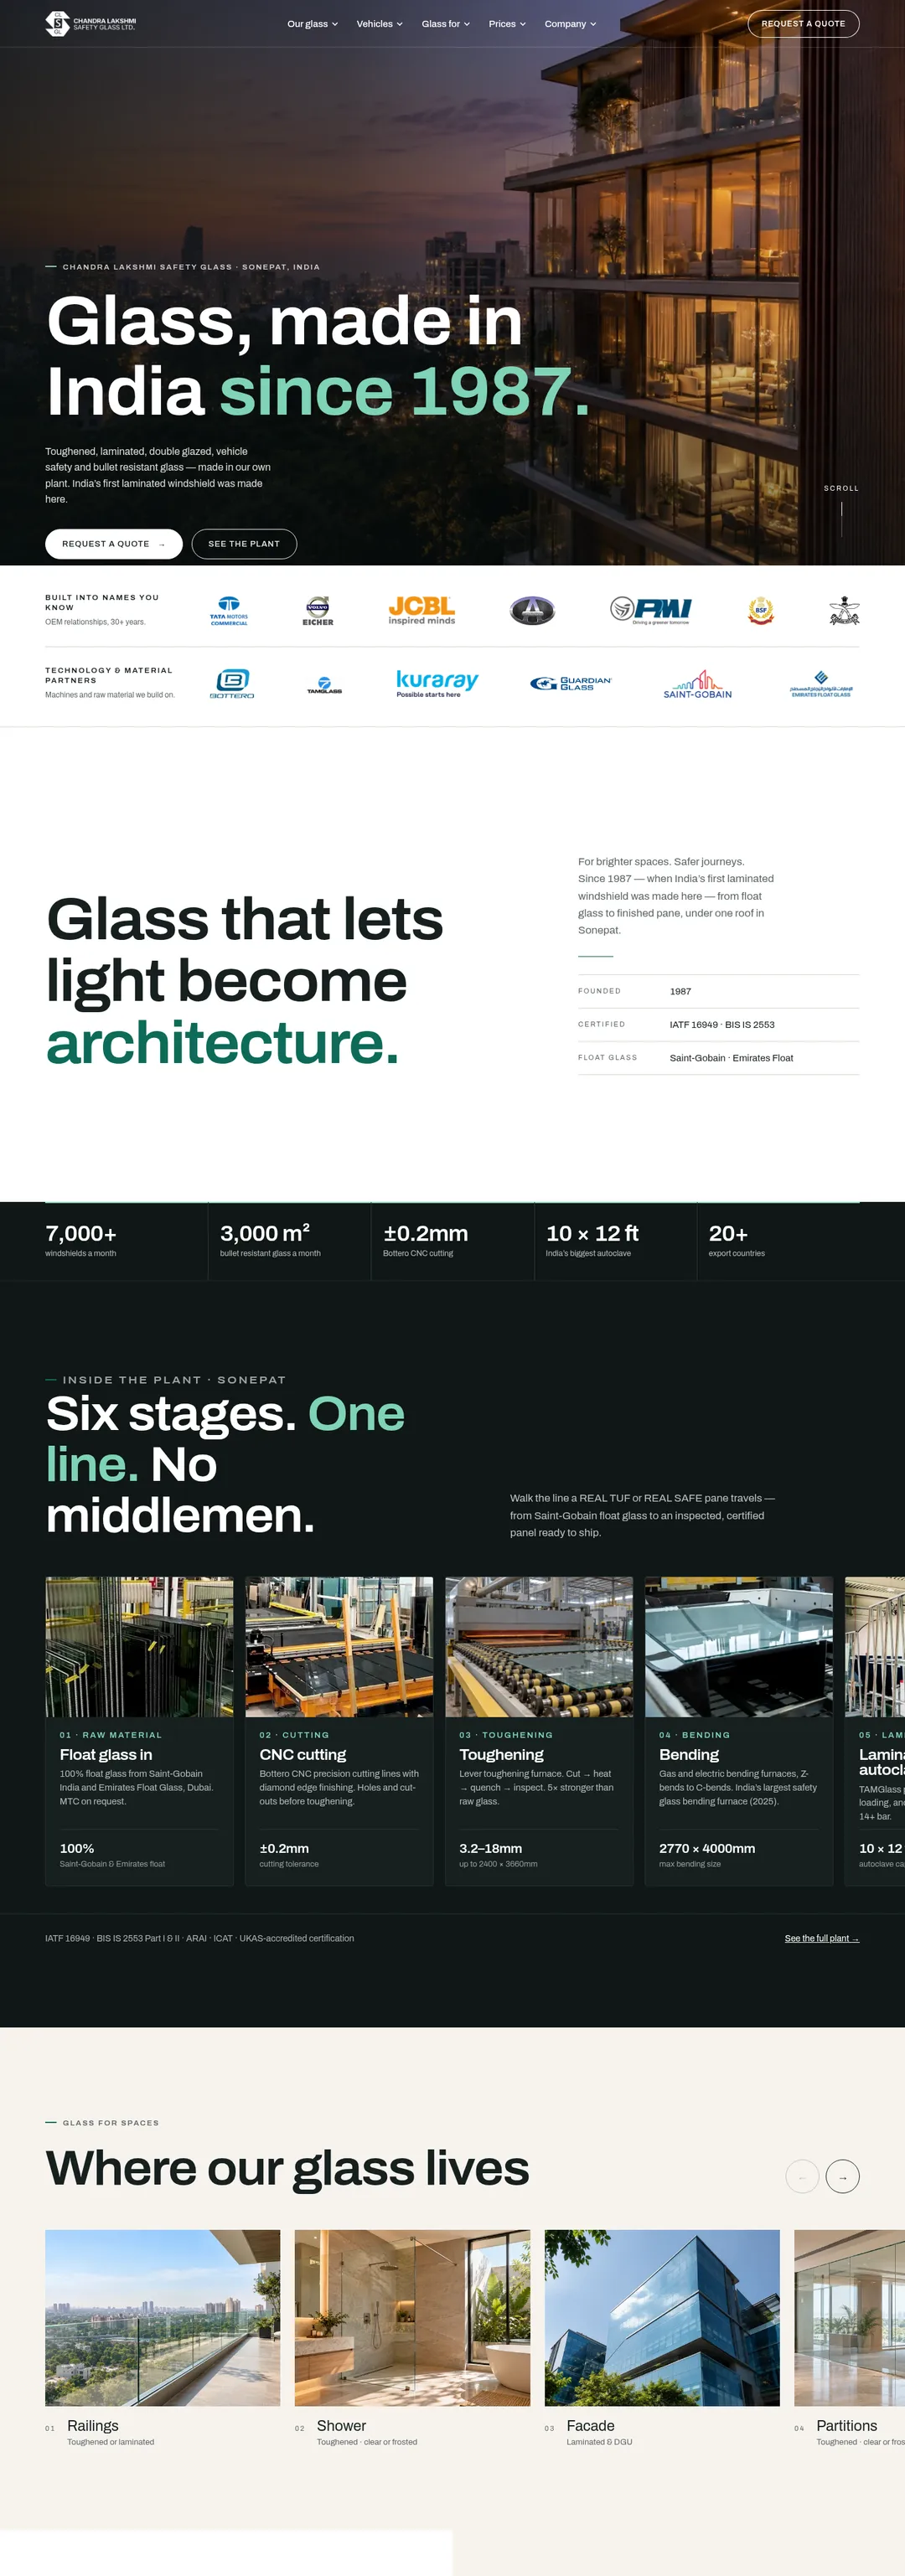 CHANDRA LAKSHMI
SAFETY GLASS LTD.
Our glass
Vehicles
Glass for
Prices
Company
REQUEST A QUOTE
CHANDRA LAKSHMI SAFETY GLASS · SONEPAT, INDIA
Glass, made in
India since 1987.
Toughened, laminated, double glazed, vehicle
safety and bullet resistant glass — made in our own
plant. India's first laminated windshield was made
here.
SCROLL
REQUEST A QUOTE →
SEE THE PLANT
BUILT INTO NAMES YOU
KNOW
OEM relationships, 30+ years.
TATA MOTORS
COMMERCIAL
VOLVO
EICHER
JCBL
inspired minds
PMI
Driving a greener tomorrow
BSF
TECHNOLOGY & MATERIAL
PARTNERS
Machines and raw material we build on.
BOTTERO
TAMGLASS
kuraray
Possible starts here
GUARDIAN
GLASS
SAINT-GOBAIN
EMIRATES FLOAT GLASS
Glass that lets
light become
architecture.
For brighter spaces. Safer journeys.
Since 1987 — when India's first laminated
windshield was made here — from float
glass to finished pane, under one roof in
Sonepat.
FOUNDED 1987
CERTIFIED IATF 16949 · BIS IS 2553
FLOAT GLASS Saint-Gobain · Emirates Float
7,000+
windshields a month
3,000 m²
bullet resistant glass a month
±0.2mm
Bottero CNC cutting
10 × 12 ft
India's biggest autoclave
20+
export countries
INSIDE THE PLANT · SONEPAT
Six stages. One
line. No
middlemen.
Walk the line a REAL TUF or REAL SAFE pane travels —
from Saint-Gobain float glass to an inspected, certified
panel ready to ship.
01 · RAW MATERIAL
Float glass in
100% float glass from Saint-Gobain
India and Emirates Float Glass, Dubai.
MTC on request.
100%
Saint-Gobain & Emirates float
02 · CUTTING
CNC cutting
Bottero CNC precision cutting lines with
diamond edge finishing. Holes and cut-
outs before toughening.
±0.2mm
cutting tolerance
03 · TOUGHENING
Toughening
Lever toughening furnace. Cut → heat
→ quench → inspect. 5× stronger than
raw glass.
3.2–18mm
up to 2400 × 3660mm
04 · BENDING
Bending
Gas and electric bending furnaces, Z-
bends to C-bends. India's largest safety
glass bending furnace (2025).
2770 × 4000mm
max bending size
05 · LAM
Lamina
autocla
TAMGlass
loading, an
14+ bar.
10 × 12
autoclave ca
IATF 16949 · BIS IS 2553 Part I & II · ARAI · ICAT · UKAS-accredited certification
See the full plant →
GLASS FOR SPACES
Where our glass lives
← →
01 Railings
Toughened or laminated
02 Shower
Toughened · clear or frosted
03 Facade
Laminated & DGU
04 Partitions
Toughened · clear or fros